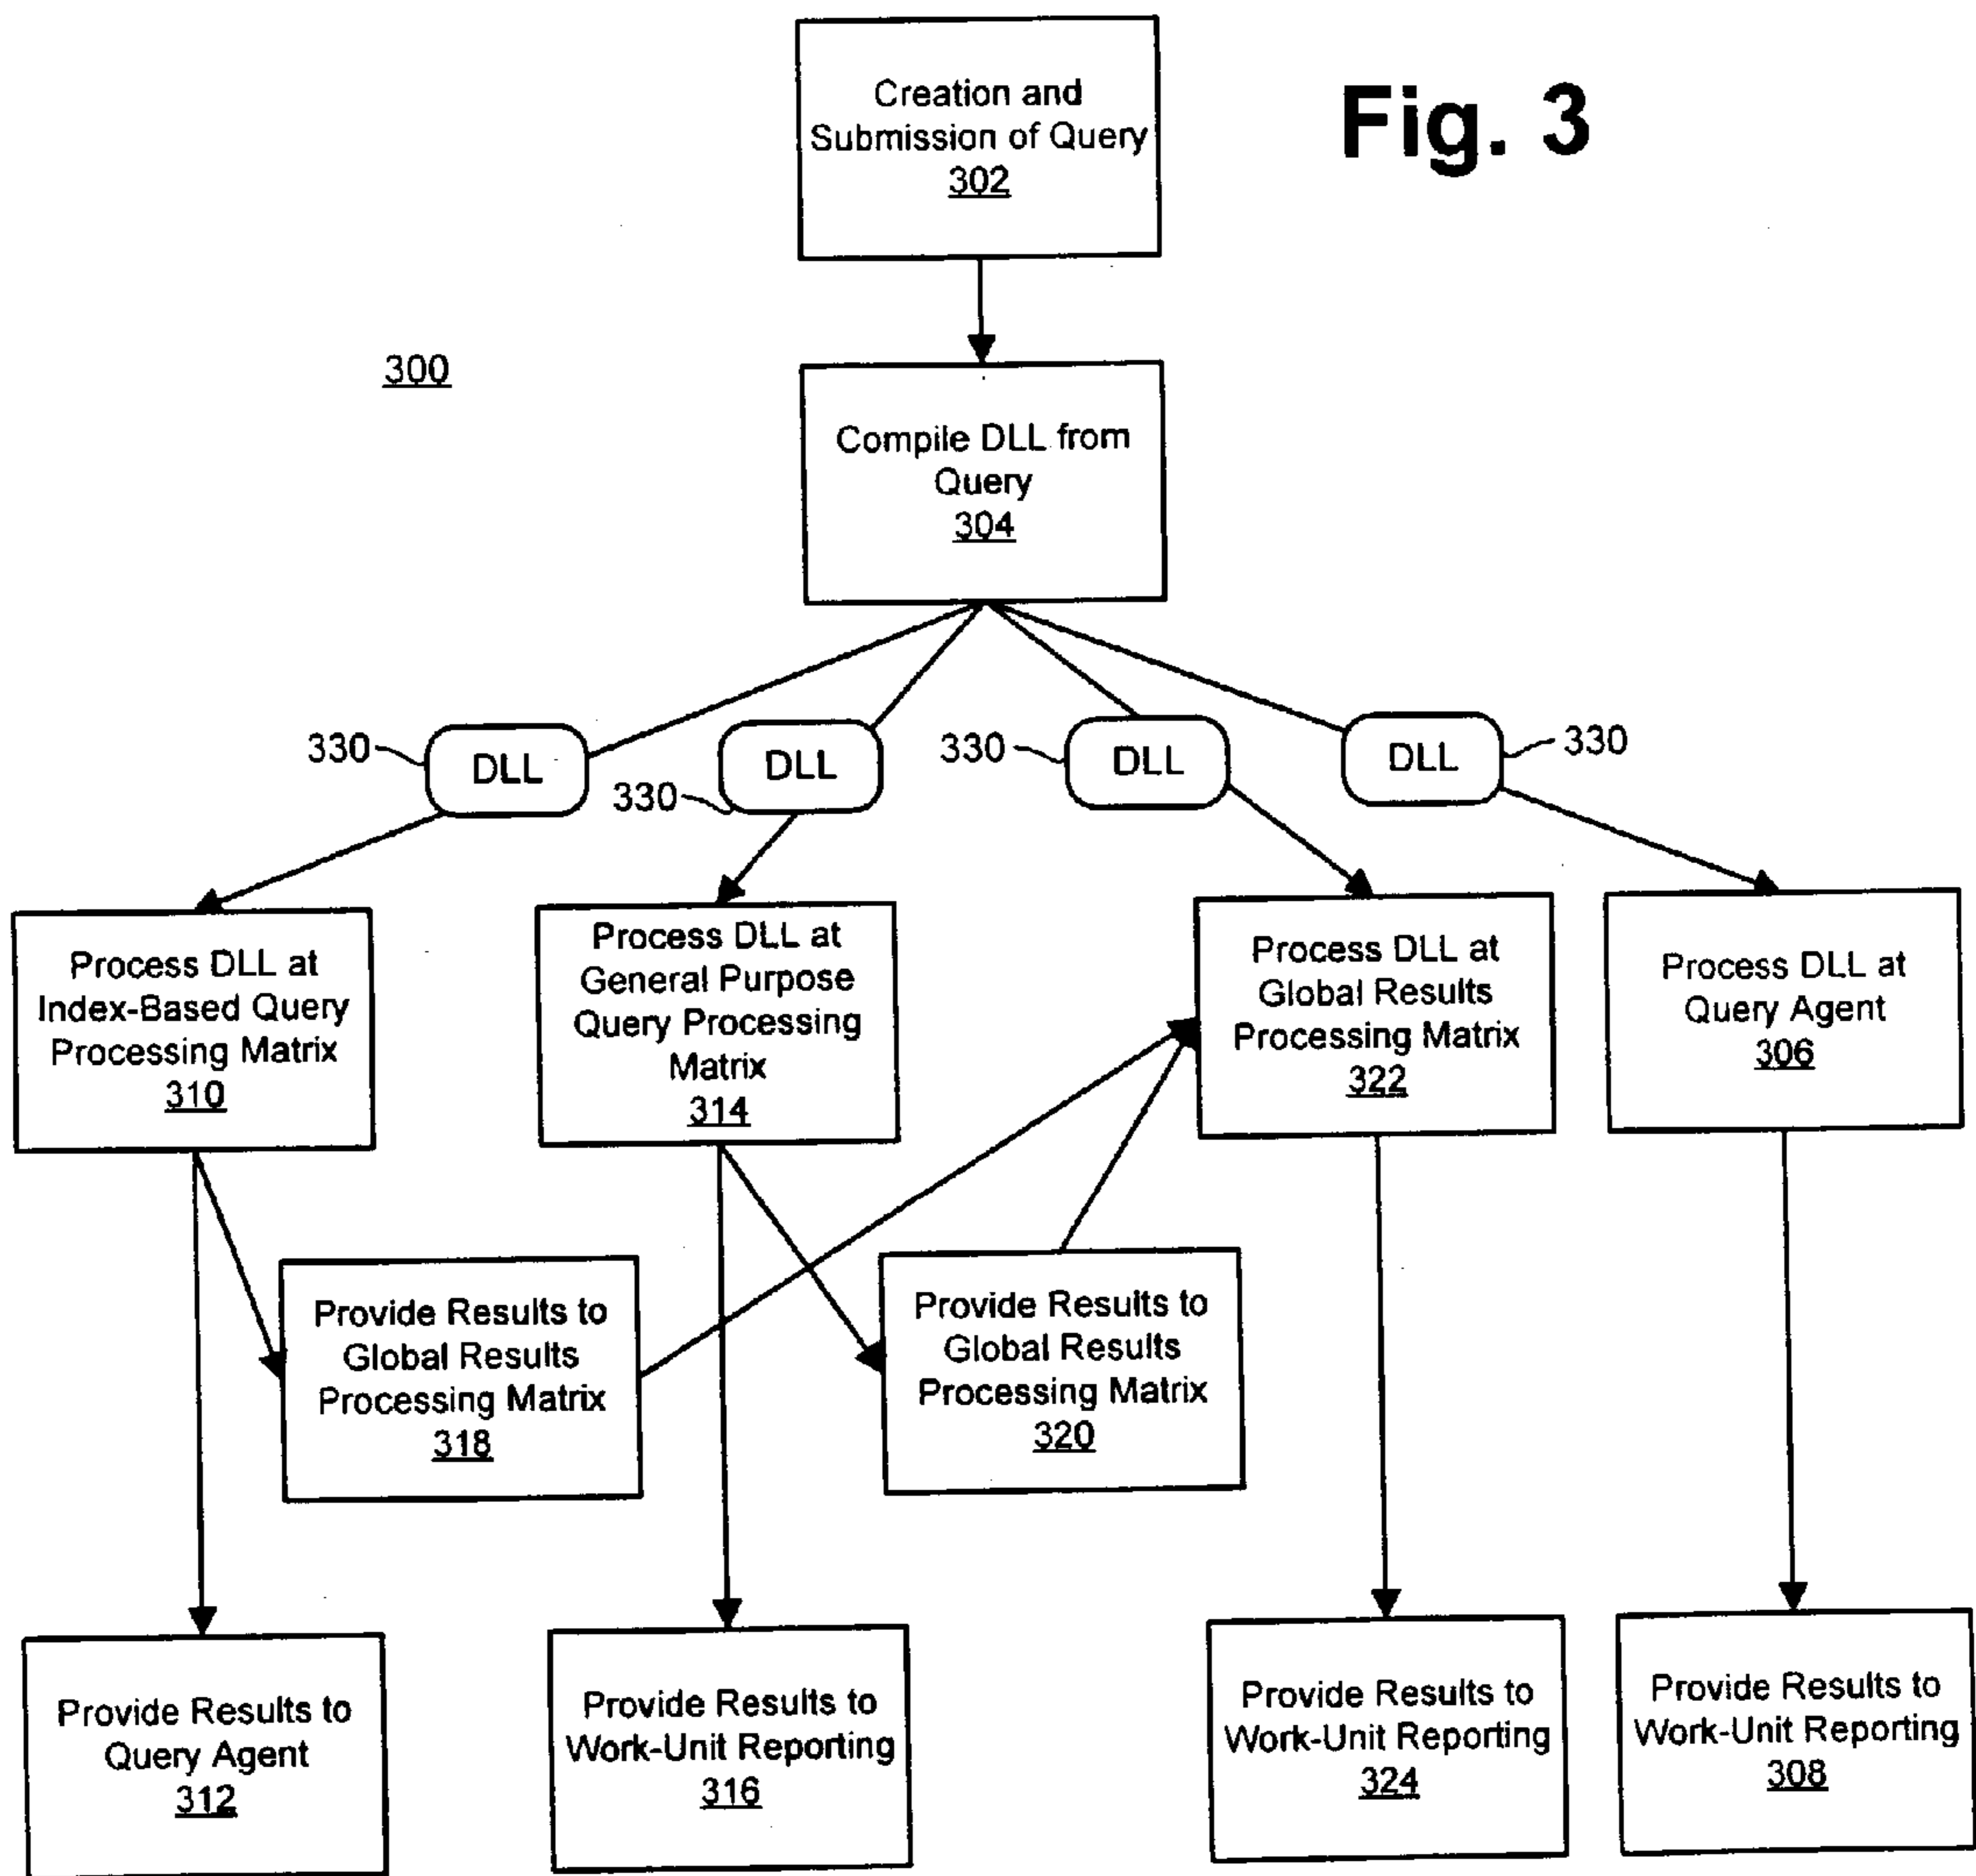 Creation and
Submission of Query
302
Fig. 3
300
Compile DLL from
Query
304
330
DLL
330
DLL
330
DLL
DLL
330
Process DLL at
Index-Based Query
Processing Matrix
310
Process DLL at
General Purpose
Query Processing
Matrix
314
Process DLL at
Global Results
Processing Matrix
322
Process DLL at
Query Agent
306
Provide Results to
Global Results
Processing Matrix
318
Provide Results to
Global Results
Processing Matrix
320
Provide Results to
Query Agent
312
Provide Results to
Work-Unit Reporting
316
Provide Results to
Work-Unit Reporting
324
Provide Results to
Work-Unit Reporting
308